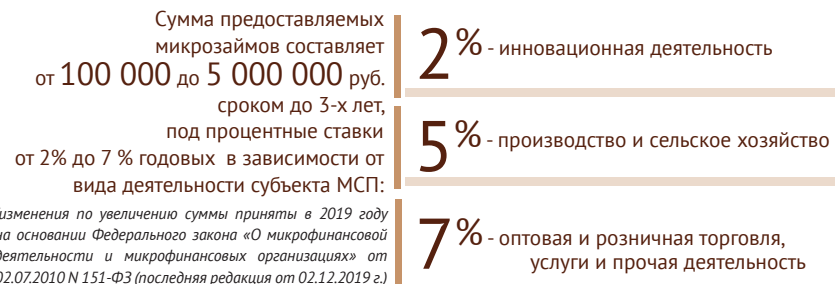 Сумма предоставляемых
микрозаймов составляет
от 100 000 до 5 000 000 руб.
сроком до 3-х лет,
под процентные ставки
от 2% до 7 % годовых в зависимости от
вида деятельности субъекта МСП:
изменения по увеличению суммы приняты в 2019 году
на основании Федерального закона «О микрофинансовой
деятельности и микрофинансовых организациях» от
02.07.2010 N 151-ФЗ (последняя редакция от 02.12.2019 г.)
2% - инновационная деятельность
5% - производство и сельское хозяйство
7% - оптовая и розничная торговля,
услуги и прочая деятельность